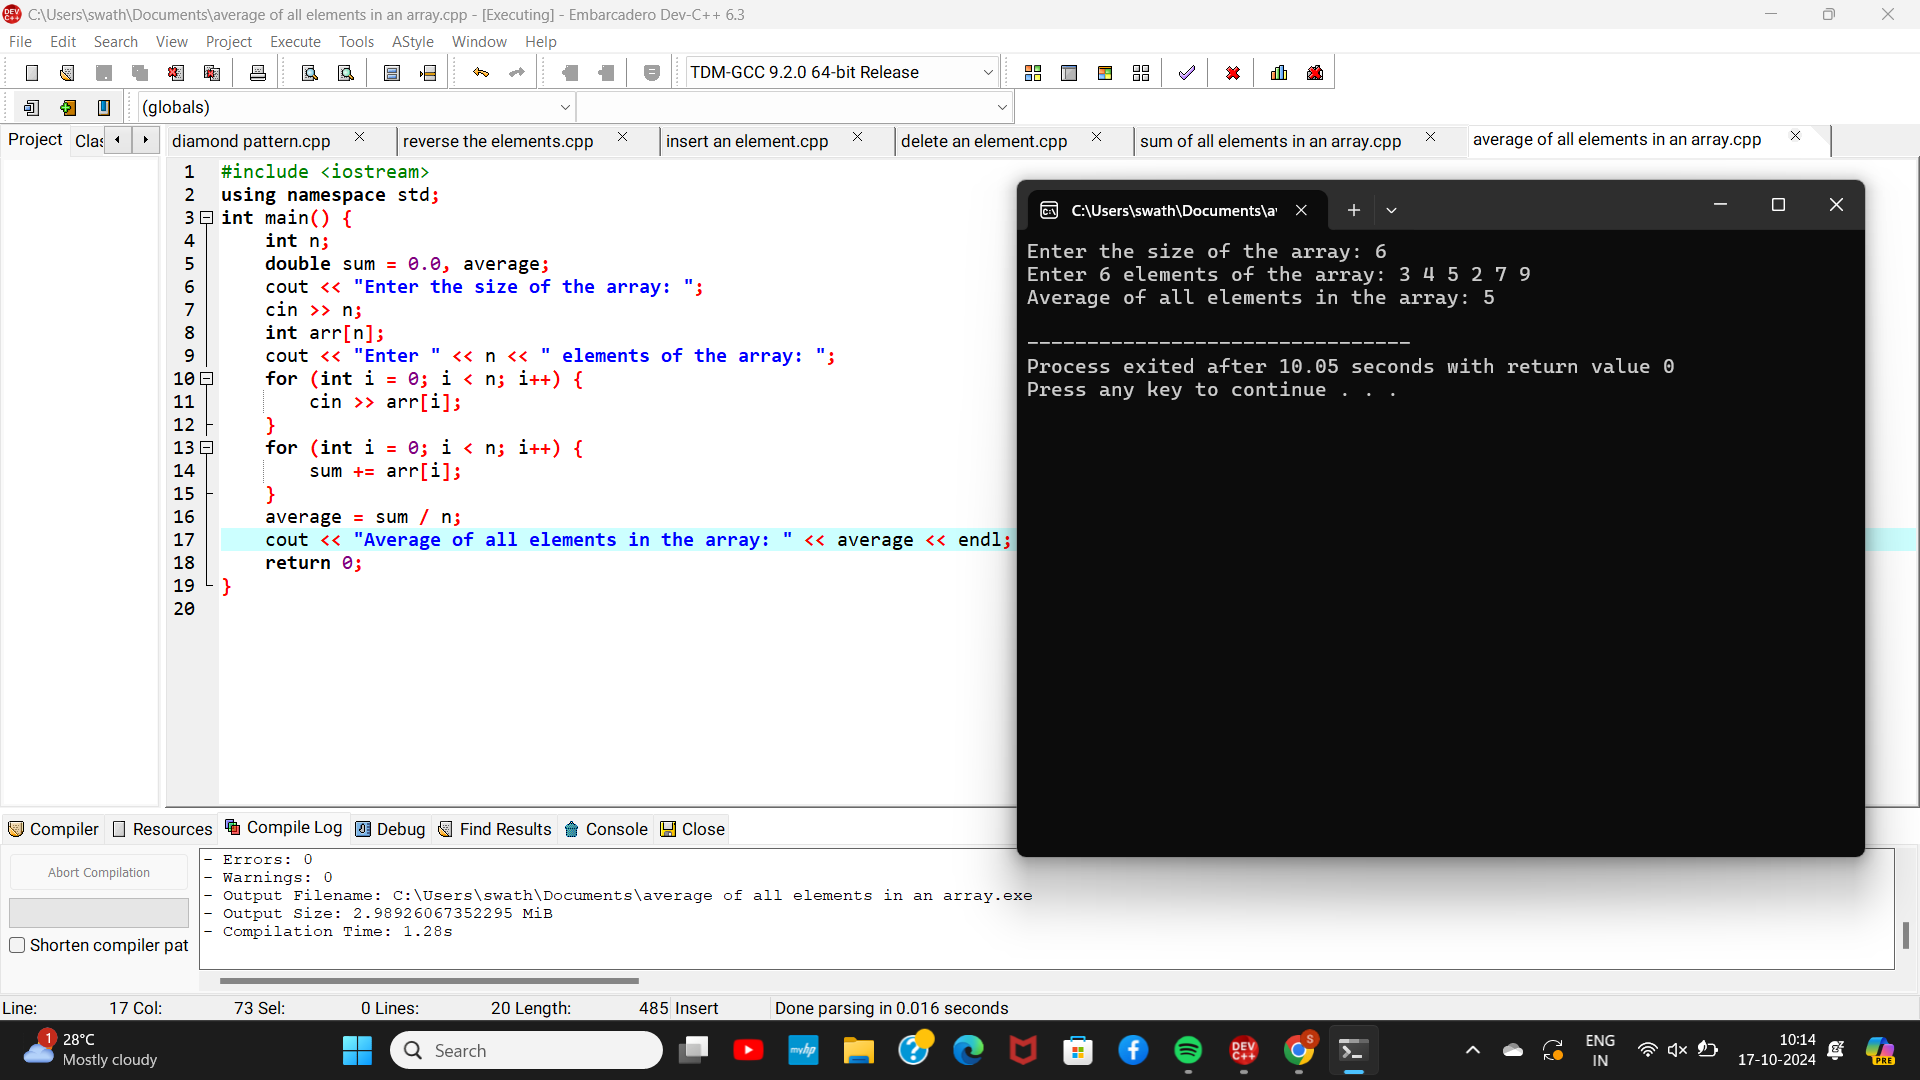 C:\Users\swath\Documents\average of all elements in an array.cpp - [Executing] - Embarcadero Dev-C++ 6.3
File Edit Search View Project Execute Tools AStyle Window Help
TDM-GCC 9.2.0 64-bit Release
(globals)
Project Clas diamond pattern.cpp reverse the elements.cpp insert an element.cpp delete an element.cpp sum of all elements in an array.cpp average of all elements in an array.cpp
1 #include <iostream>
2 using namespace std;
3 int main() {
4 int n;
5 double sum = 0.0, average;
6 cout << "Enter the size of the array: ";
7 cin >> n;
8 int arr[n];
9 cout << "Enter " << n << " elements of the array: ";
10 for (int i = 0; i < n; i++) {
11 cin >> arr[i];
12 }
13 for (int i = 0; i < n; i++) {
14 sum += arr[i];
15 }
16 average = sum / n;
17 cout << "Average of all elements in the array: " << average << endl;
18 return 0;
19 }
20
C:\Users\swath\Documents\a
Enter the size of the array: 6
Enter 6 elements of the array: 3 4 5 2 7 9
Average of all elements in the array: 5
--------------------------------
Process exited after 10.05 seconds with return value 0
Press any key to continue . . .
Compiler Resources Compile Log Debug Find Results Console Close
Abort Compilation
Shorten compiler pat
- Errors: 0
- Warnings: 0
- Output Filename: C:\Users\swath\Documents\average of all elements in an array.exe
- Output Size: 2.98926067352295 MiB
- Compilation Time: 1.28s
Line: 17 Col: 73 Sel: 0 Lines: 20 Length: 485 Insert Done parsing in 0.016 seconds
1
28°C
Mostly cloudy
Search
myhp
DEV C++
S
ENG
IN
10:14
17-10-2024
PRE